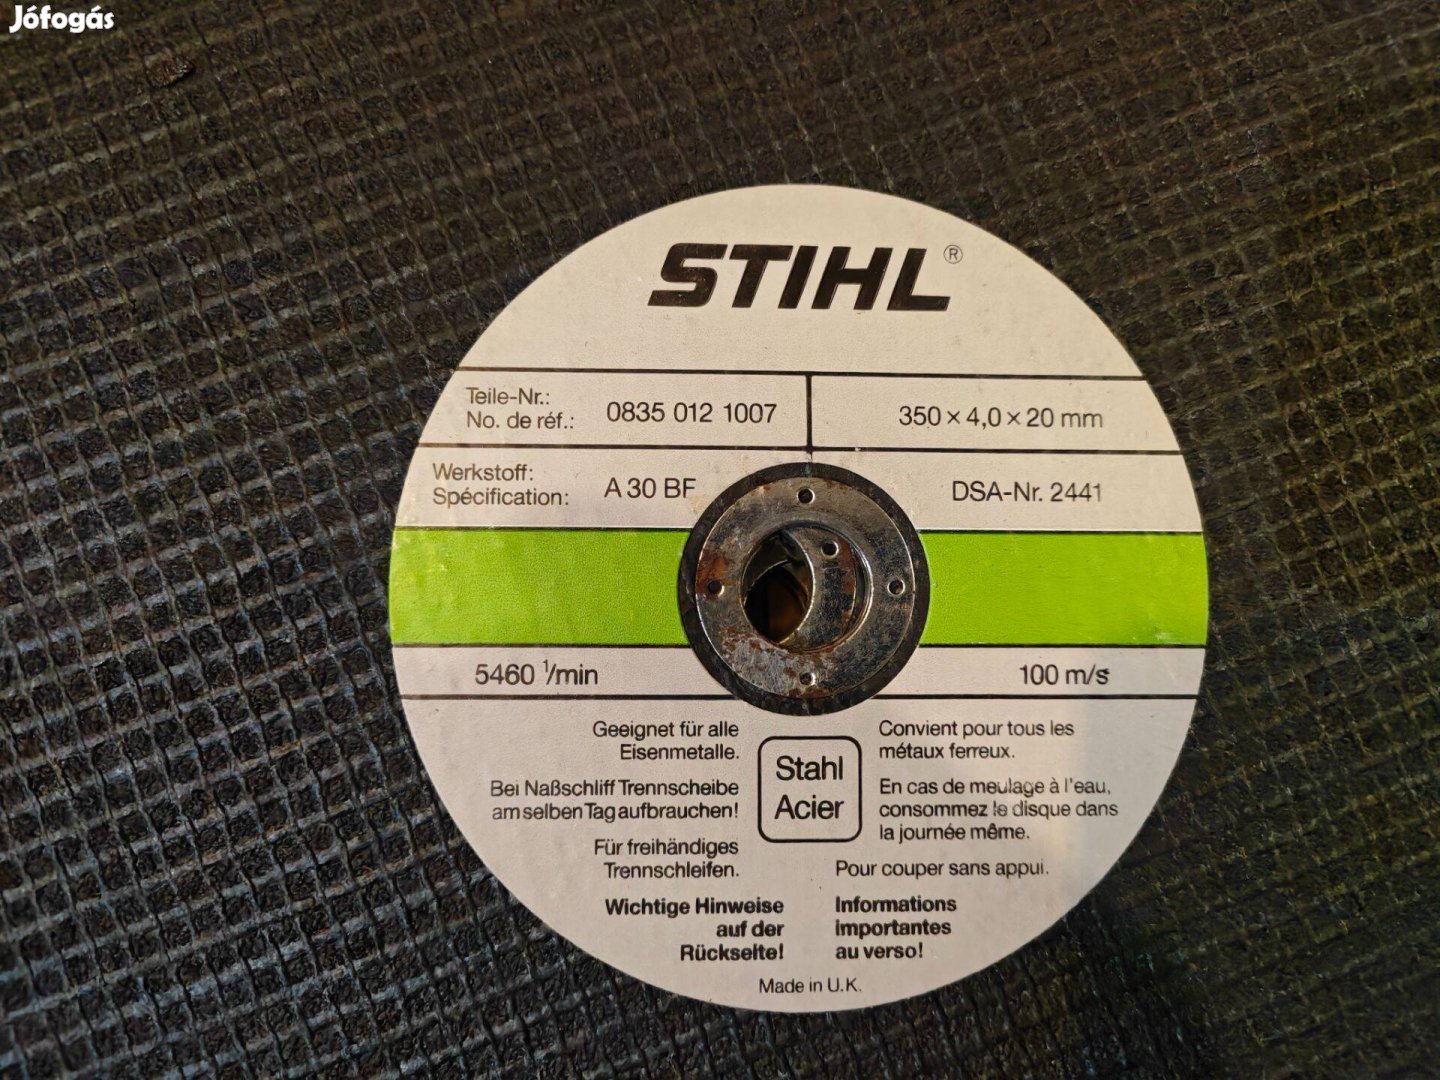 Jófogás
STIHL®
Teile-Nr.:
No. de réf.: 0835 012 1007
350 × 4,0 × 20 mm
Werkstoff:
Spécification: A 30 BF
DSA-Nr. 2441
5460 1/min
100 m/s
Geeignet für alle
Eisenmetalle.
Bei Naßschliff Trennscheibe
am selben Tag aufbrauchen!
Für freihändiges
Trennschleifen.
Wichtige Hinweise
auf der
Rückseite!
Stahl
Acier
Convient pour tous les
métaux ferreux.
En cas de meulage à l'eau,
consommez le disque dans
la journée même.
Pour couper sans appui.
Informations
importantes
au verso!
Made in U.K.